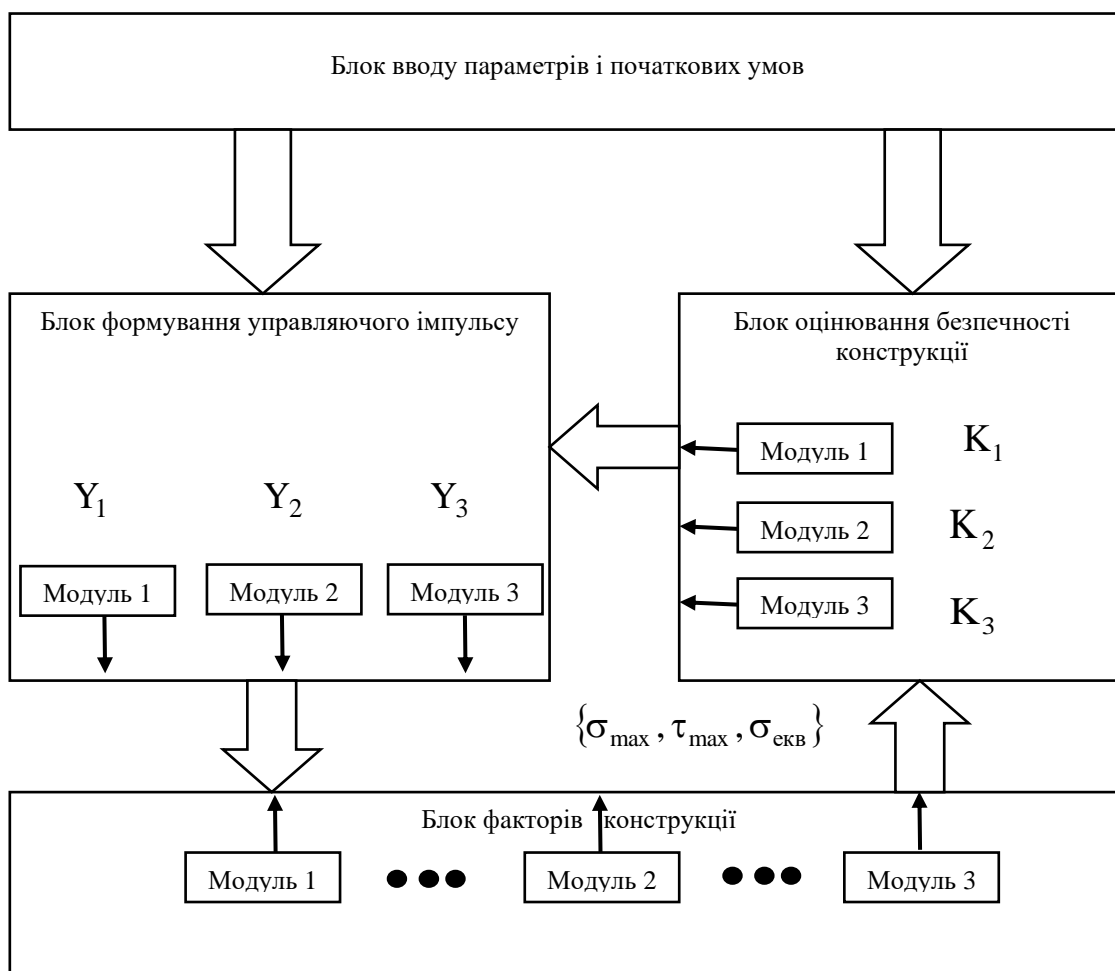 Блок вводу параметрів і початкових умов
Блок формування управляючого імпульсу
Y₁ Y₂ Y₃
Модуль 1 Модуль 2 Модуль 3
Блок оцінювання безпечності
конструкції
Модуль 1 K₁
Модуль 2 K₂
Модуль 3 K₃
{σmax, τmax, σекв}
Блок факторів конструкції
Модуль 1 ●●● Модуль 2 ●●● Модуль 3